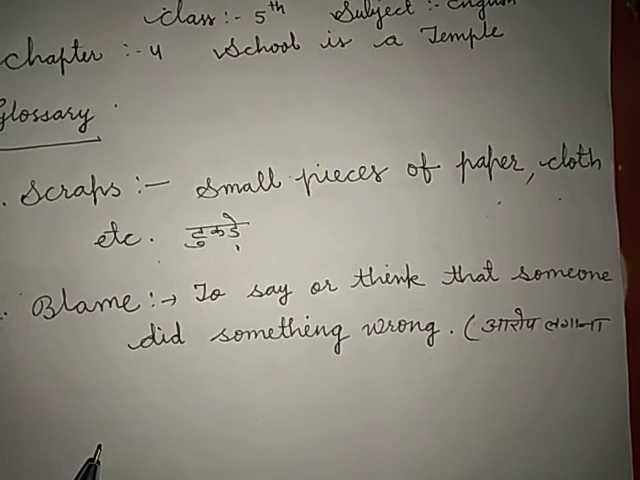 Class:- 5th Subject:- English
Chapter:- 4 School is a Temple
Glossary
. Scraps:- Small pieces of paper, cloth
etc. टुकड़े,
. Blame:→ To say or think that someone
did something wrong. (आरोप लगाना